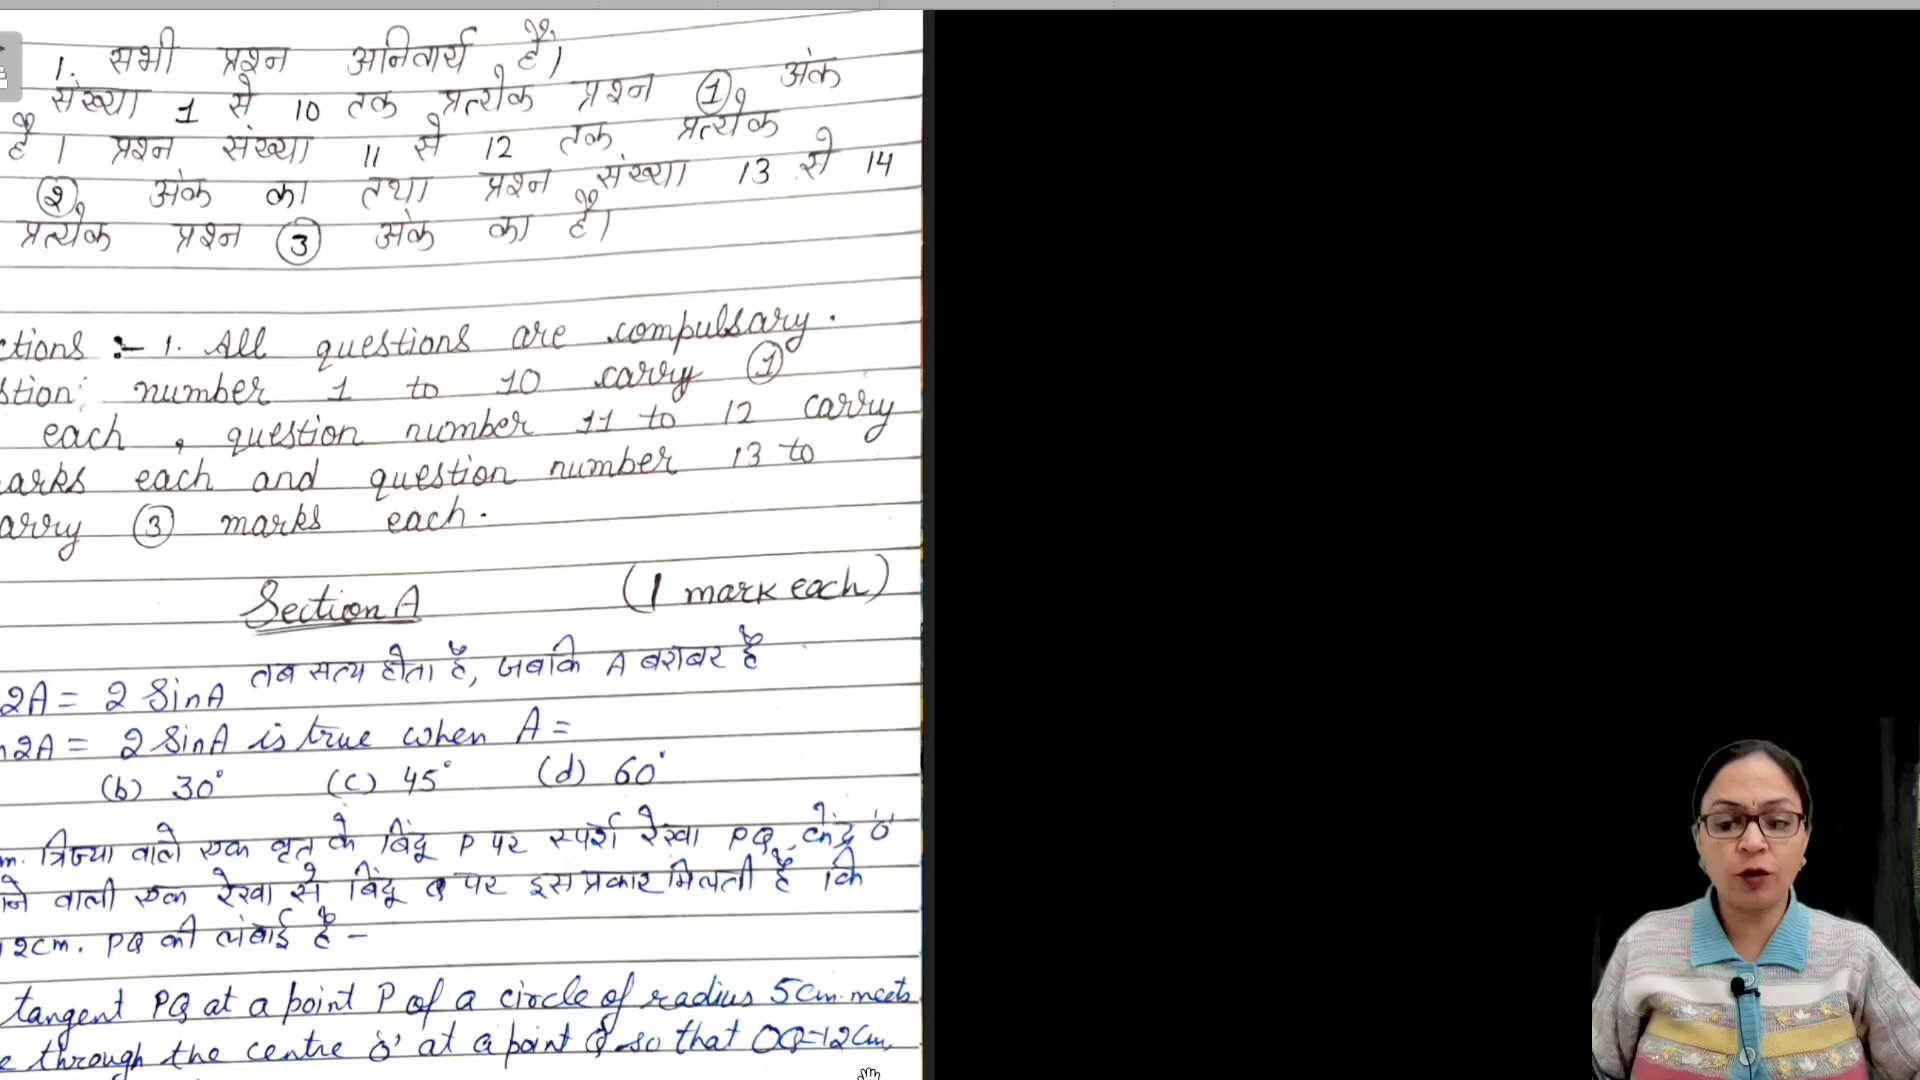 1. सभी प्रश्न अनिवार्य हैं।
संख्या 1 से 10 तक प्रत्येक प्रश्न ① अंक
है। प्रश्न संख्या 11 से 12 तक प्रत्येक
② अंक का तथा प्रश्न संख्या 13 से 14
प्रत्येक प्रश्न ③ अंक का है।
ctions :- 1. All questions are compulsary.
stion: number 1 to 10 carry ①
each, question number 11 to 12 carry
arks each and question number 13 to
arry ③ marks each.
Section A (1 mark each)
2A = 2 SinA तब सत्य होता है, जबकि A बराबर है
n2A = 2 SinA is true when A =
(b) 30° (c) 45° (d) 60°
m. त्रिज्या वाले एक वृत के बिंदू P पर स्पर्श रेखा PQ केंद्र 'O'
ने वाली एक रेखा से बिंदू Q पर इस प्रकार मिलती है कि
12cm. PQ की लंबाई है -
tangent PQ at a point P of a circle of radius 5cm. meets
e through the centre 'O' at a point Q so that OQ=12cm.